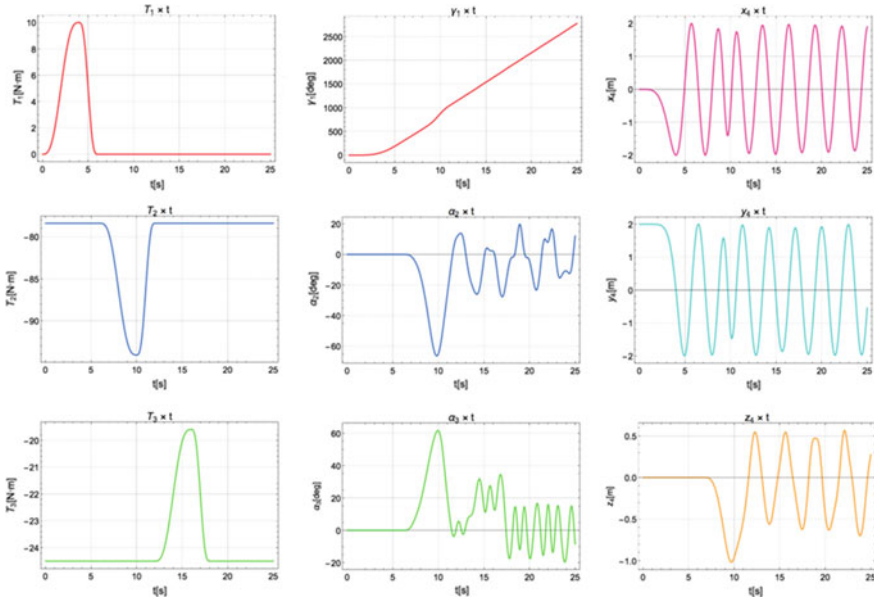 T1 × t
γ1 × t
x4 × t
T1[N·m]
10
8
6
4
2
0
0 5 10 15 20 25
t[s]
γ1[deg]
2500
2000
1500
1000
500
0
0 5 10 15 20 25
t[s]
x4[m]
2
1
0
-1
-2
0 5 10 15 20 25
t[s]
T2 × t
α2 × t
y4 × t
T2[N·m]
-80
-85
-90
0 5 10 15 20 25
t[s]
α2[deg]
20
0
-20
-40
-60
0 5 10 15 20 25
t[s]
y4[m]
2
1
0
-1
-2
0 5 10 15 20 25
t[s]
T3 × t
α3 × t
z4 × t
T3[N·m]
-20
-21
-22
-23
-24
0 5 10 15 20 25
t[s]
α3[deg]
60
40
20
0
-20
0 5 10 15 20 25
t[s]
z4[m]
0.5
0.0
-0.5
-1.0
0 5 10 15 20 25
t[s]